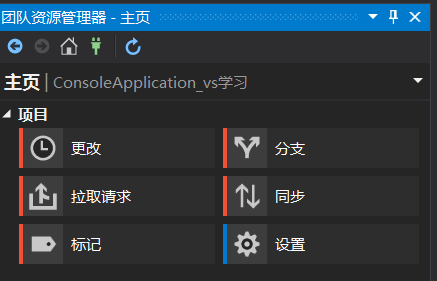 团队资源管理器 - 主页
主页 | ConsoleApplication_vs学习
项目
更改
分支
拉取请求
同步
标记
设置